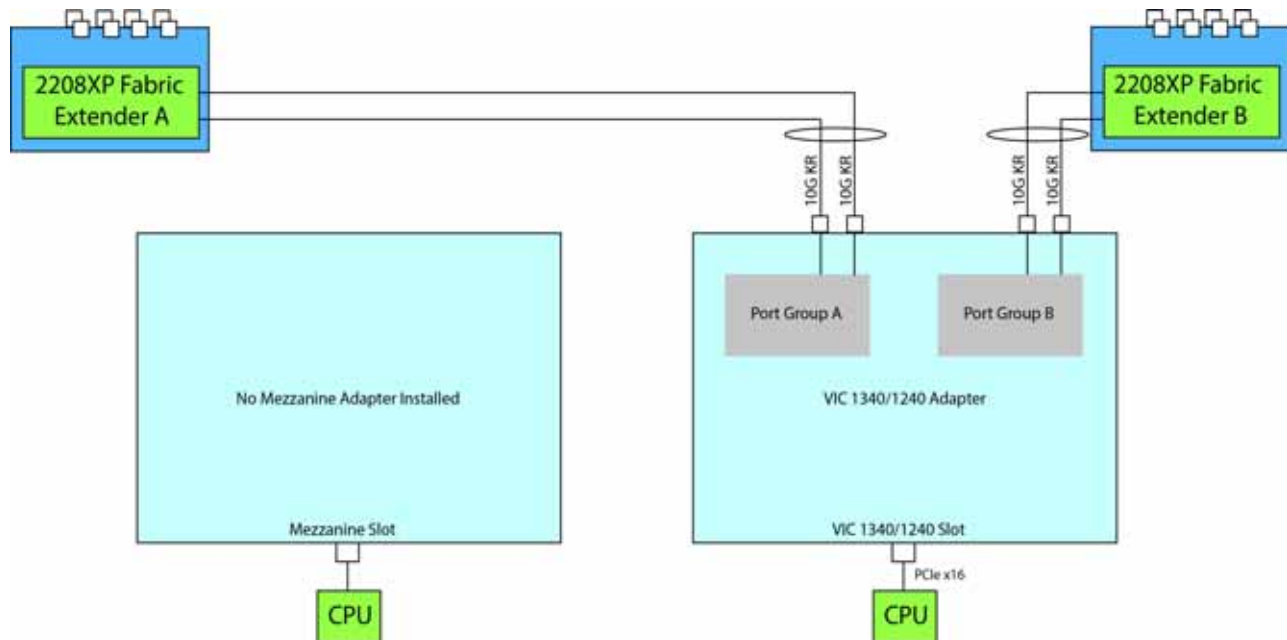 2208XP Fabric
Extender A
2208XP Fabric
Extender B
10G KR
10G KR
10G KR
10G KR
Port Group A
Port Group B
No Mezzanine Adapter Installed
VIC 1340/1240 Adapter
Mezzanine Slot
VIC 1340/1240 Slot
PCIe x16
CPU
CPU